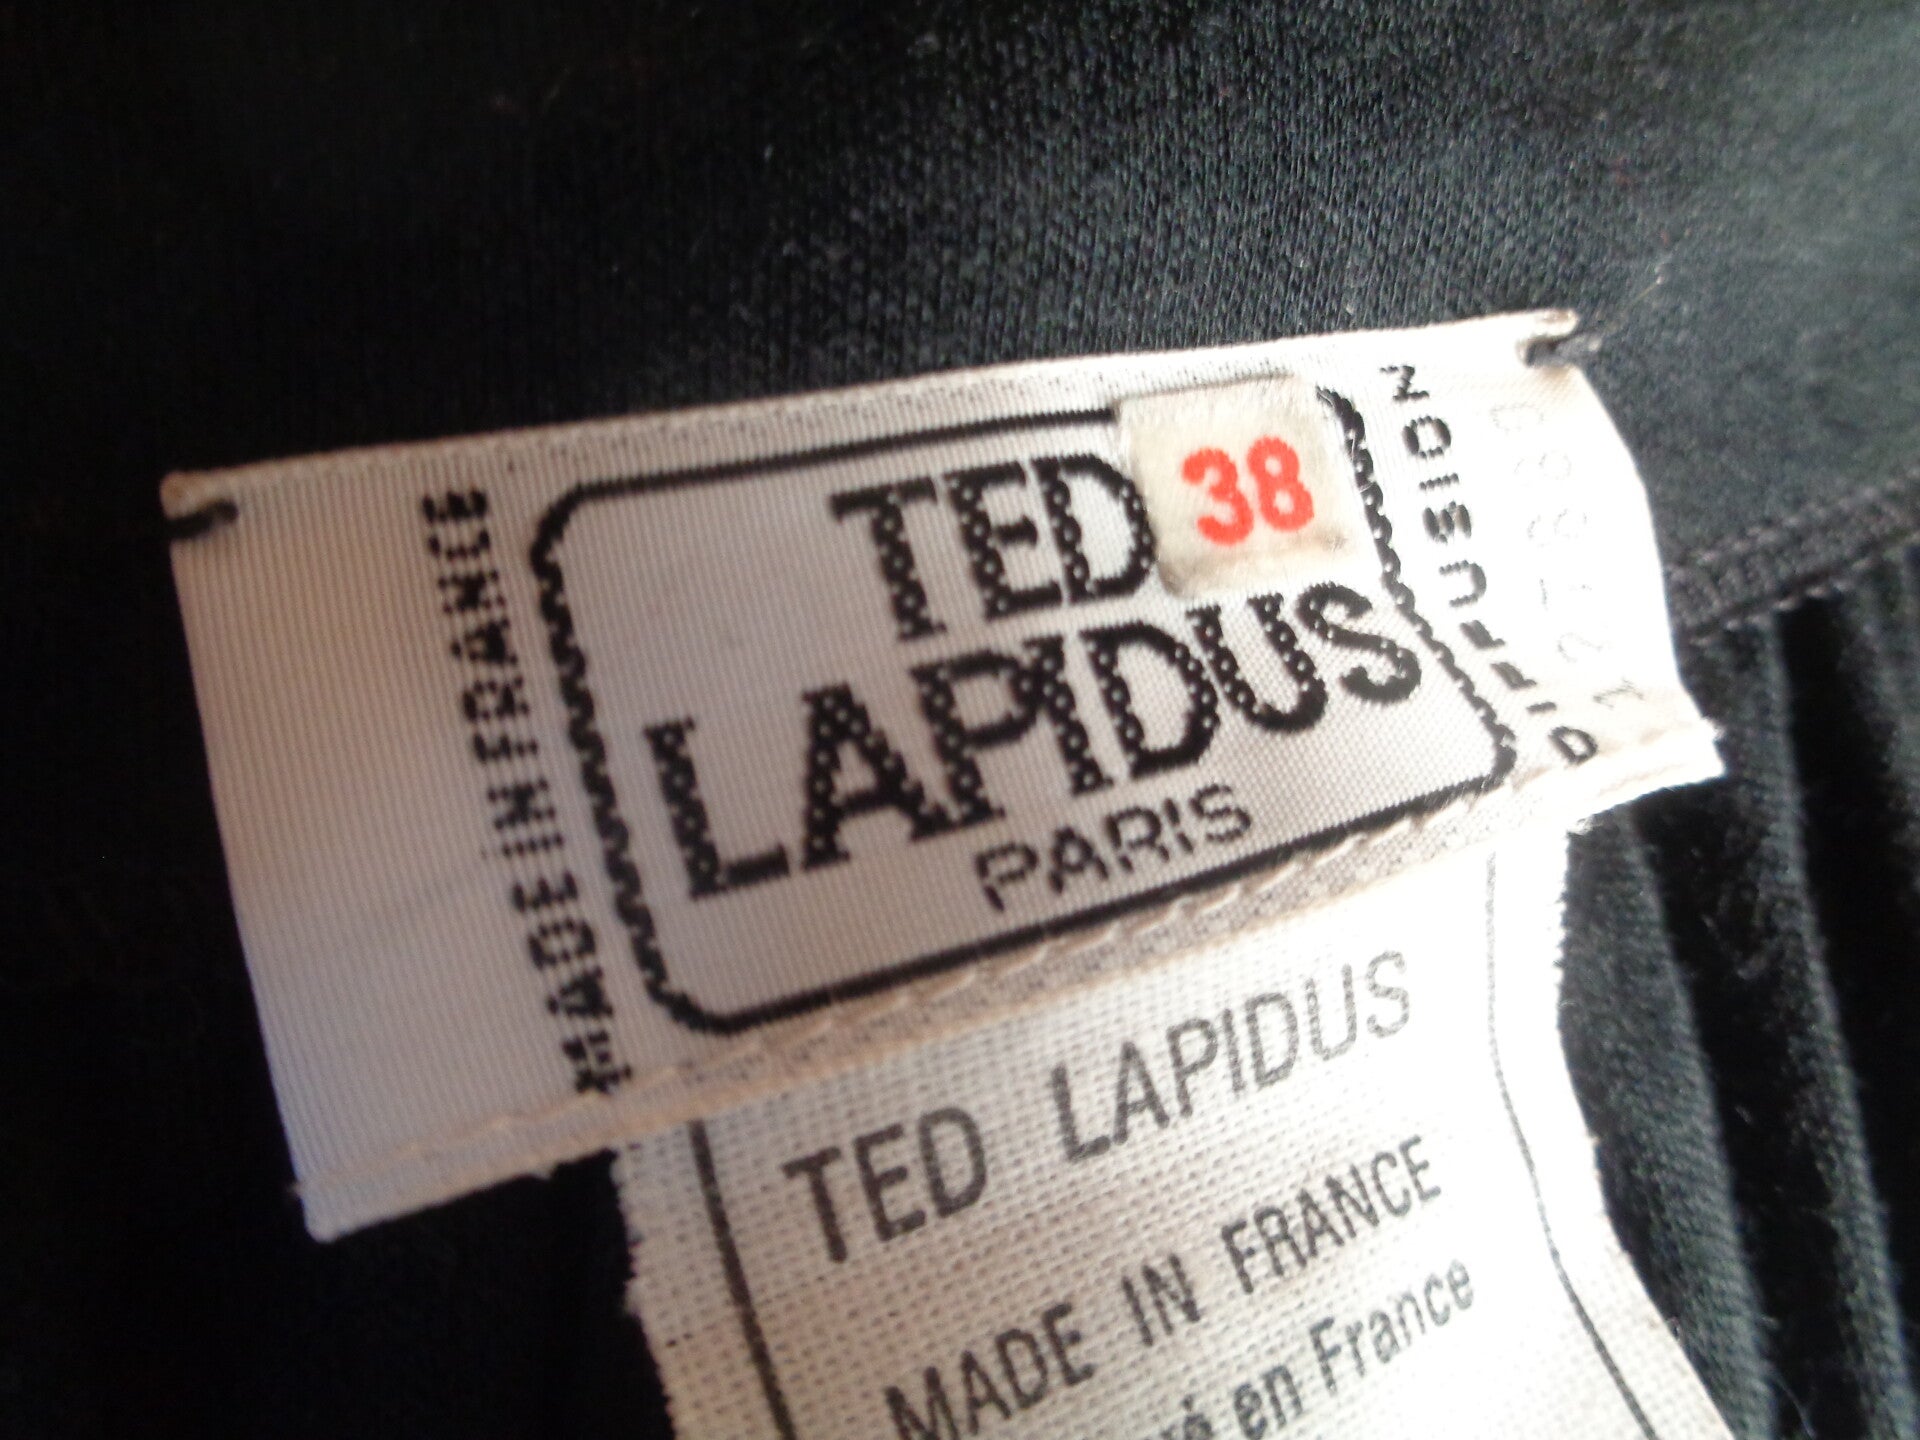 MADE IN FRANCE
TED
38
LAPIDUS
PARIS
DIFFUSION
TED LAPIDUS
MADE IN FRANCE
en France